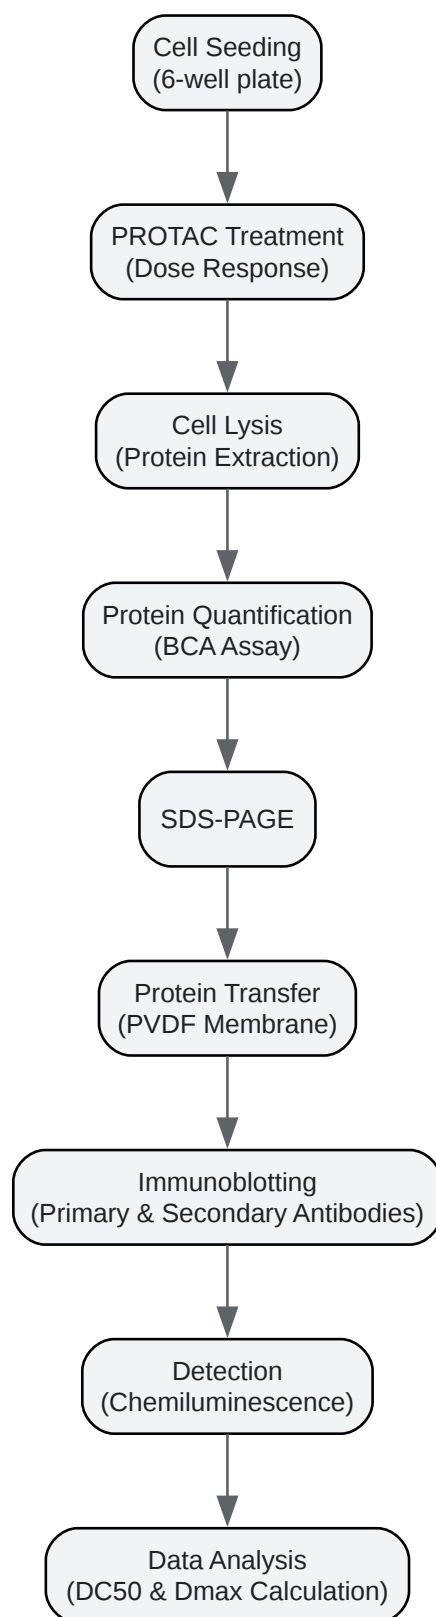 Cell Seeding
(6-well plate)
PROTAC Treatment
(Dose Response)
Cell Lysis
(Protein Extraction)
Protein Quantification
(BCA Assay)
SDS-PAGE
Protein Transfer
(PVDF Membrane)
Immunoblotting
(Primary & Secondary Antibodies)
Detection
(Chemiluminescence)
Data Analysis
(DC50 & Dmax Calculation)